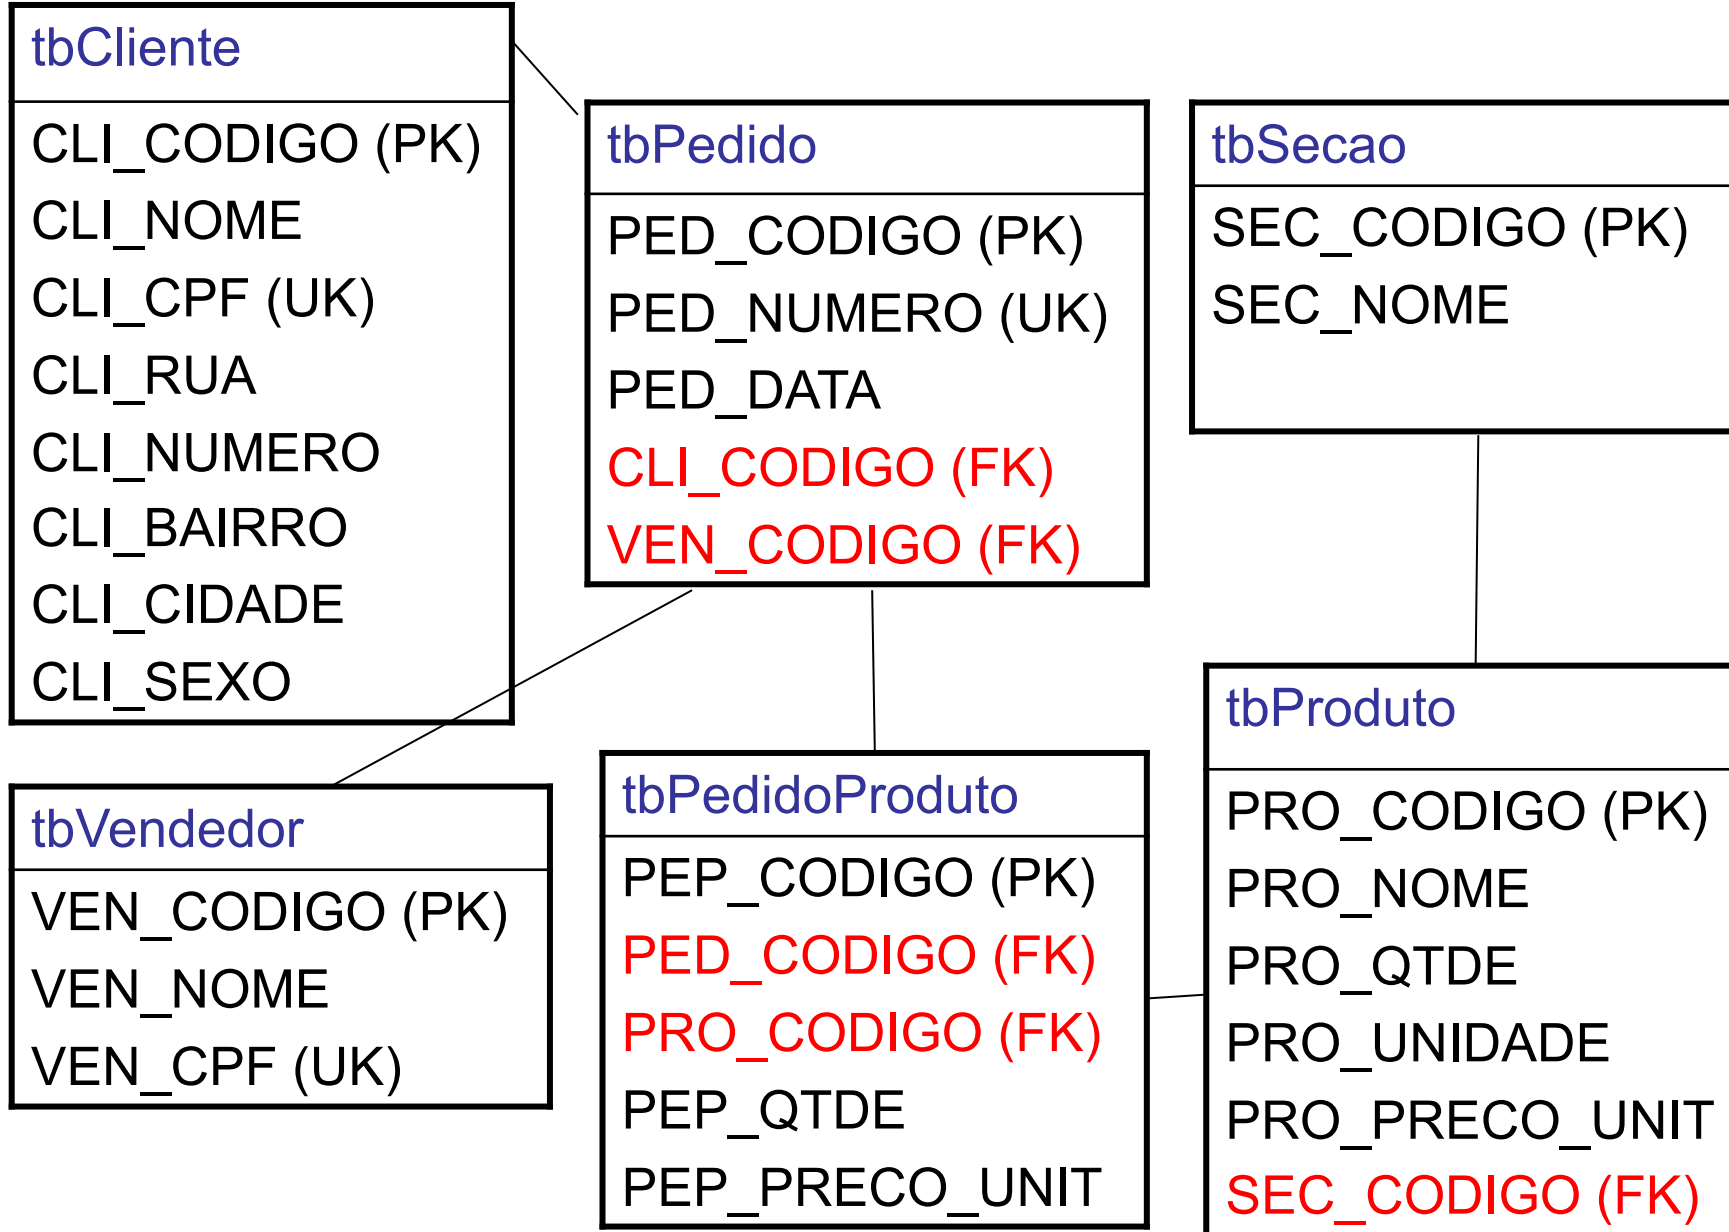 tbCliente
CLI_CODIGO (PK)
CLI_NOME
CLI_CPF (UK)
CLI_RUA
CLI_NUMERO
CLI_BAIRRO
CLI_CIDADE
CLI_SEXO
tbPedido
PED_CODIGO (PK)
PED_NUMERO (UK)
PED_DATA
CLI_CODIGO (FK)
VEN_CODIGO (FK)
tbSecao
SEC_CODIGO (PK)
SEC_NOME
tbVendedor
VEN_CODIGO (PK)
VEN_NOME
VEN_CPF (UK)
tbPedidoProduto
PEP_CODIGO (PK)
PED_CODIGO (FK)
PRO_CODIGO (FK)
PEP_QTDE
PEP_PRECO_UNIT
tbProduto
PRO_CODIGO (PK)
PRO_NOME
PRO_QTDE
PRO_UNIDADE
PRO_PRECO_UNIT
SEC_CODIGO (FK)